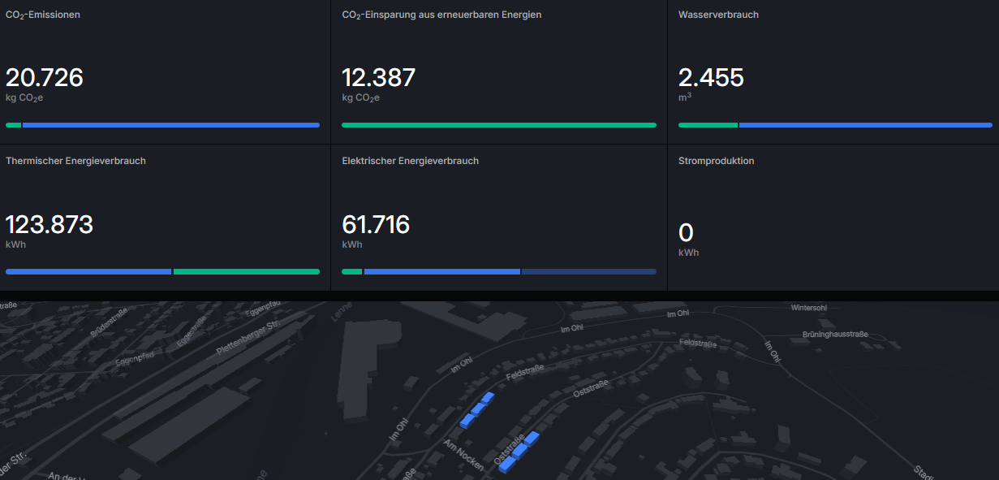 CO₂-Emissionen
20.726
kg CO₂e
CO₂-Einsparung aus erneuerbaren Energien
12.387
kg CO₂e
Wasserverbrauch
2.455
m³
Thermischer Energieverbrauch
123.873
kWh
Elektrischer Energieverbrauch
61.716
kWh
Stromproduktion
0
kWh
Brüderstraße
Eggenpfad
Eggestraße
Plettenberger Str.
Eggenpfad
Lenne
Im Ohl
Im Ohl
Wintersohl
Brüninghausstraße
Feldstraße
Im Ohl
Im Ohl
Feldstraße
Oststraße
Im Ohl
Am Nocken
Oststraße
der Str.
An der